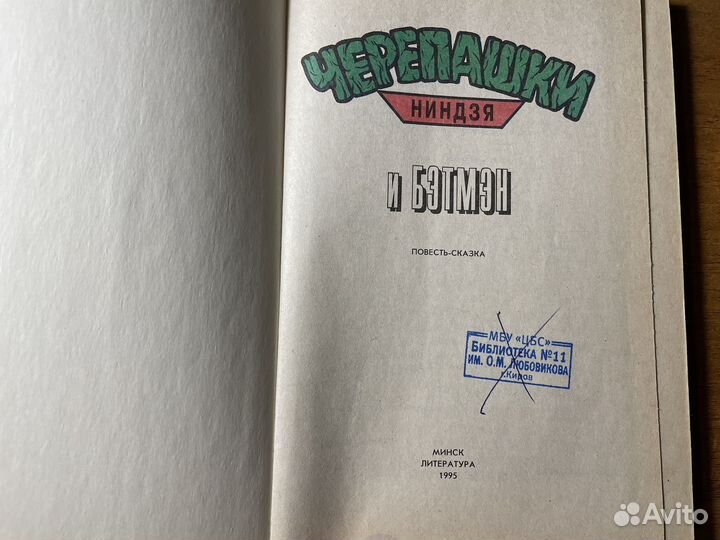 ЧЕРЕПАШКИ
НИНДЗЯ
И БЭТМЭН
ПОВЕСТЬ-СКАЗКА
МБУ «ЦБС»
БИБЛИОТЕКА №11
ИМ. О.М. ЛЮБОВИКОВА
г.Киров
МИНСК
ЛИТЕРАТУРА
1995
Avito